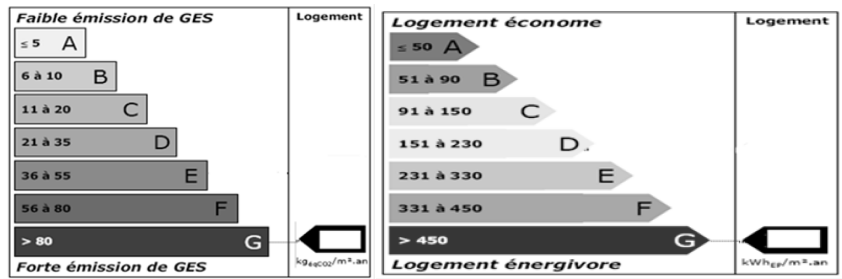 Faible émission de GES
Logement
≤ 5 A
6 à 10 B
11 à 20 C
21 à 35 D
36 à 55 E
56 à 80 F
> 80 G
kgéqCO2/m².an
Forte émission de GES
Logement économe
Logement
≤ 50 A
51 à 90 B
91 à 150 C
151 à 230 D
231 à 330 E
331 à 450 F
> 450 G
kWhEP/m².an
Logement énergivore